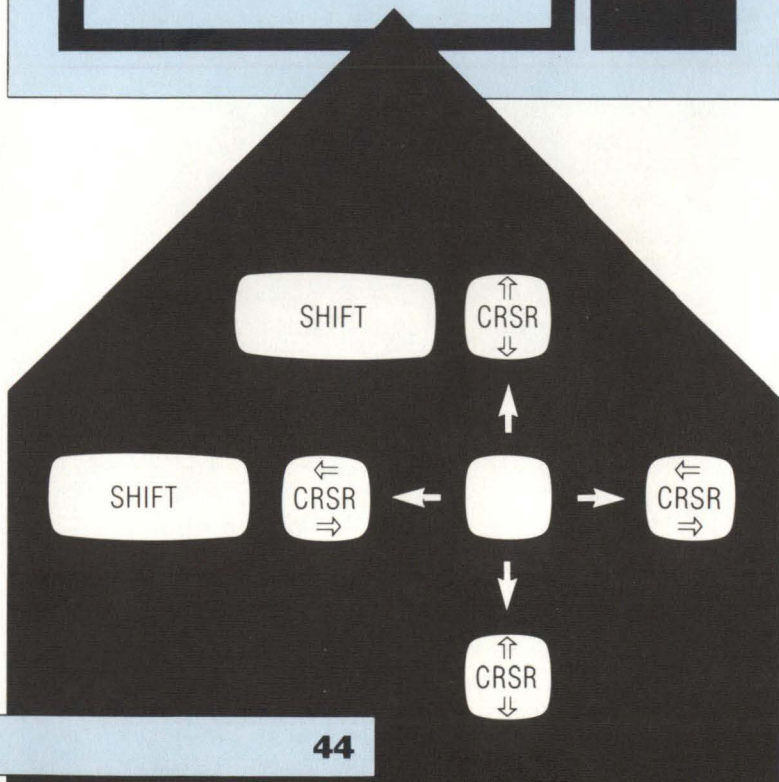 SHIFT ⇑
CRSR
⇓
SHIFT ⇐
CRSR
⇒ ⇐
CRSR
⇒
⇑
CRSR
⇓
44